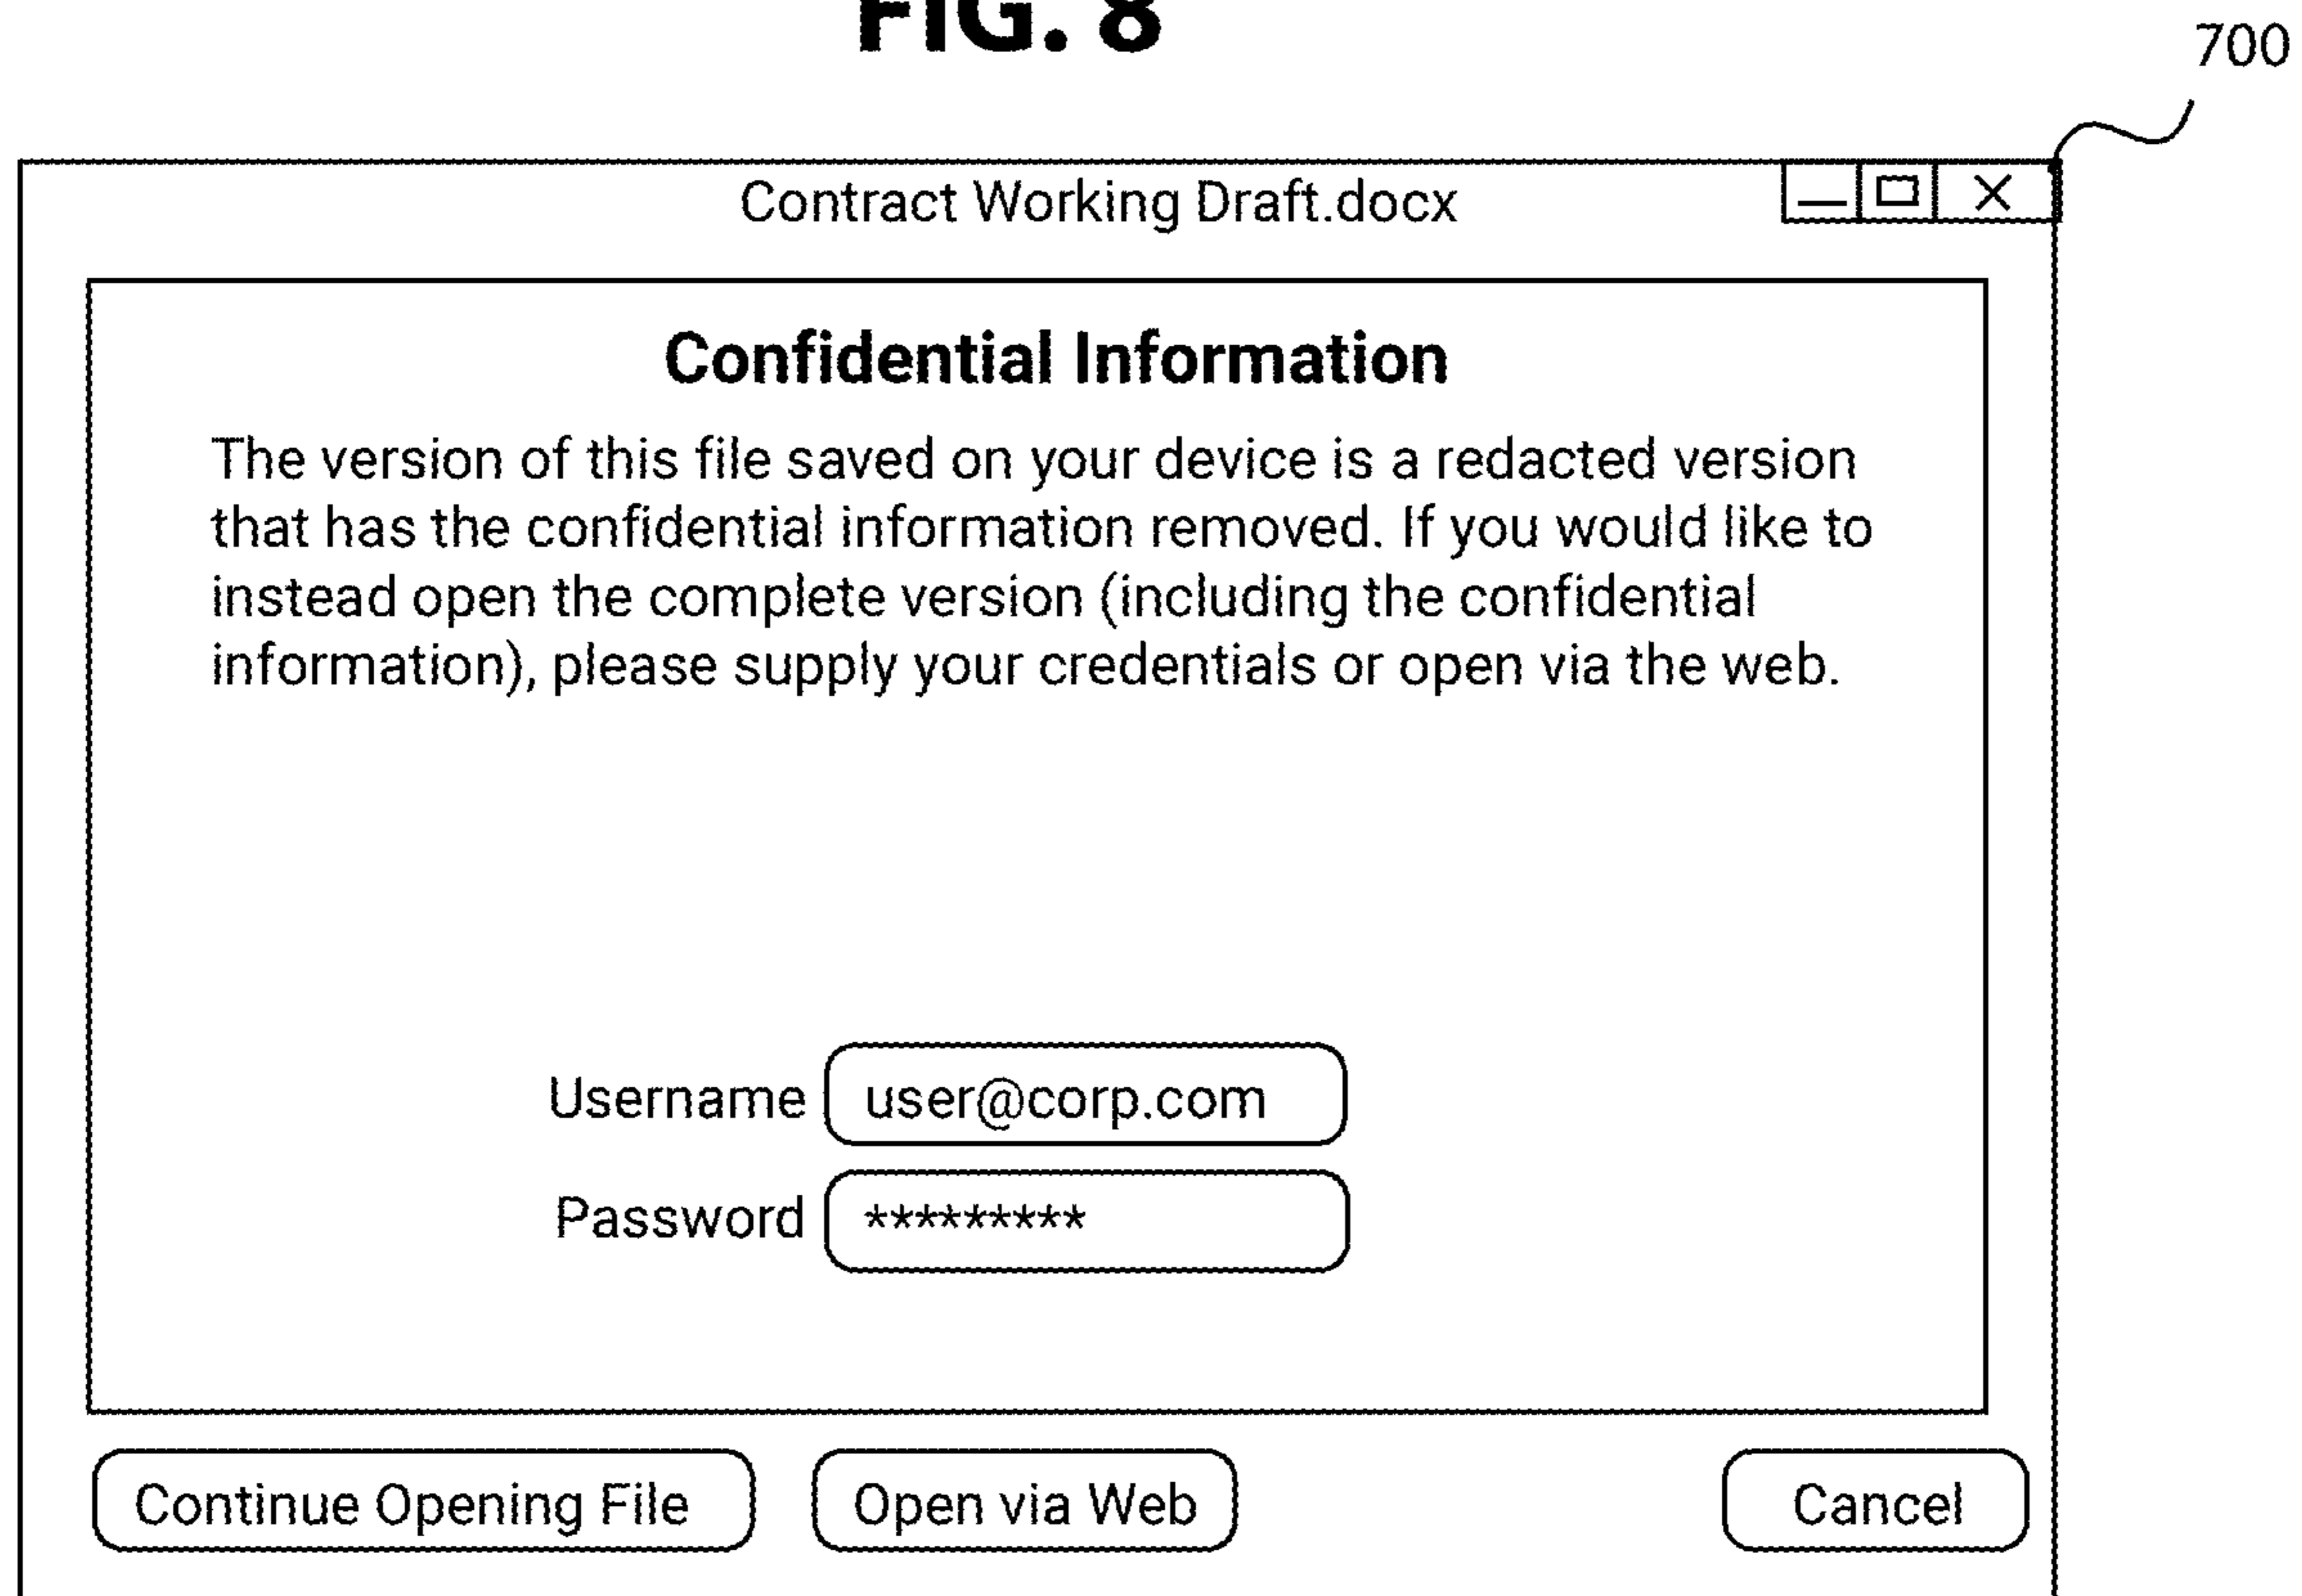 FIG. 8
700
Contract Working Draft.docx
Confidential Information
The version of this file saved on your device is a redacted version
that has the confidential information removed. If you would like to
instead open the complete version (including the confidential
information), please supply your credentials or open via the web.
Username user@corp.com
Password *********
Continue Opening File Open via Web Cancel